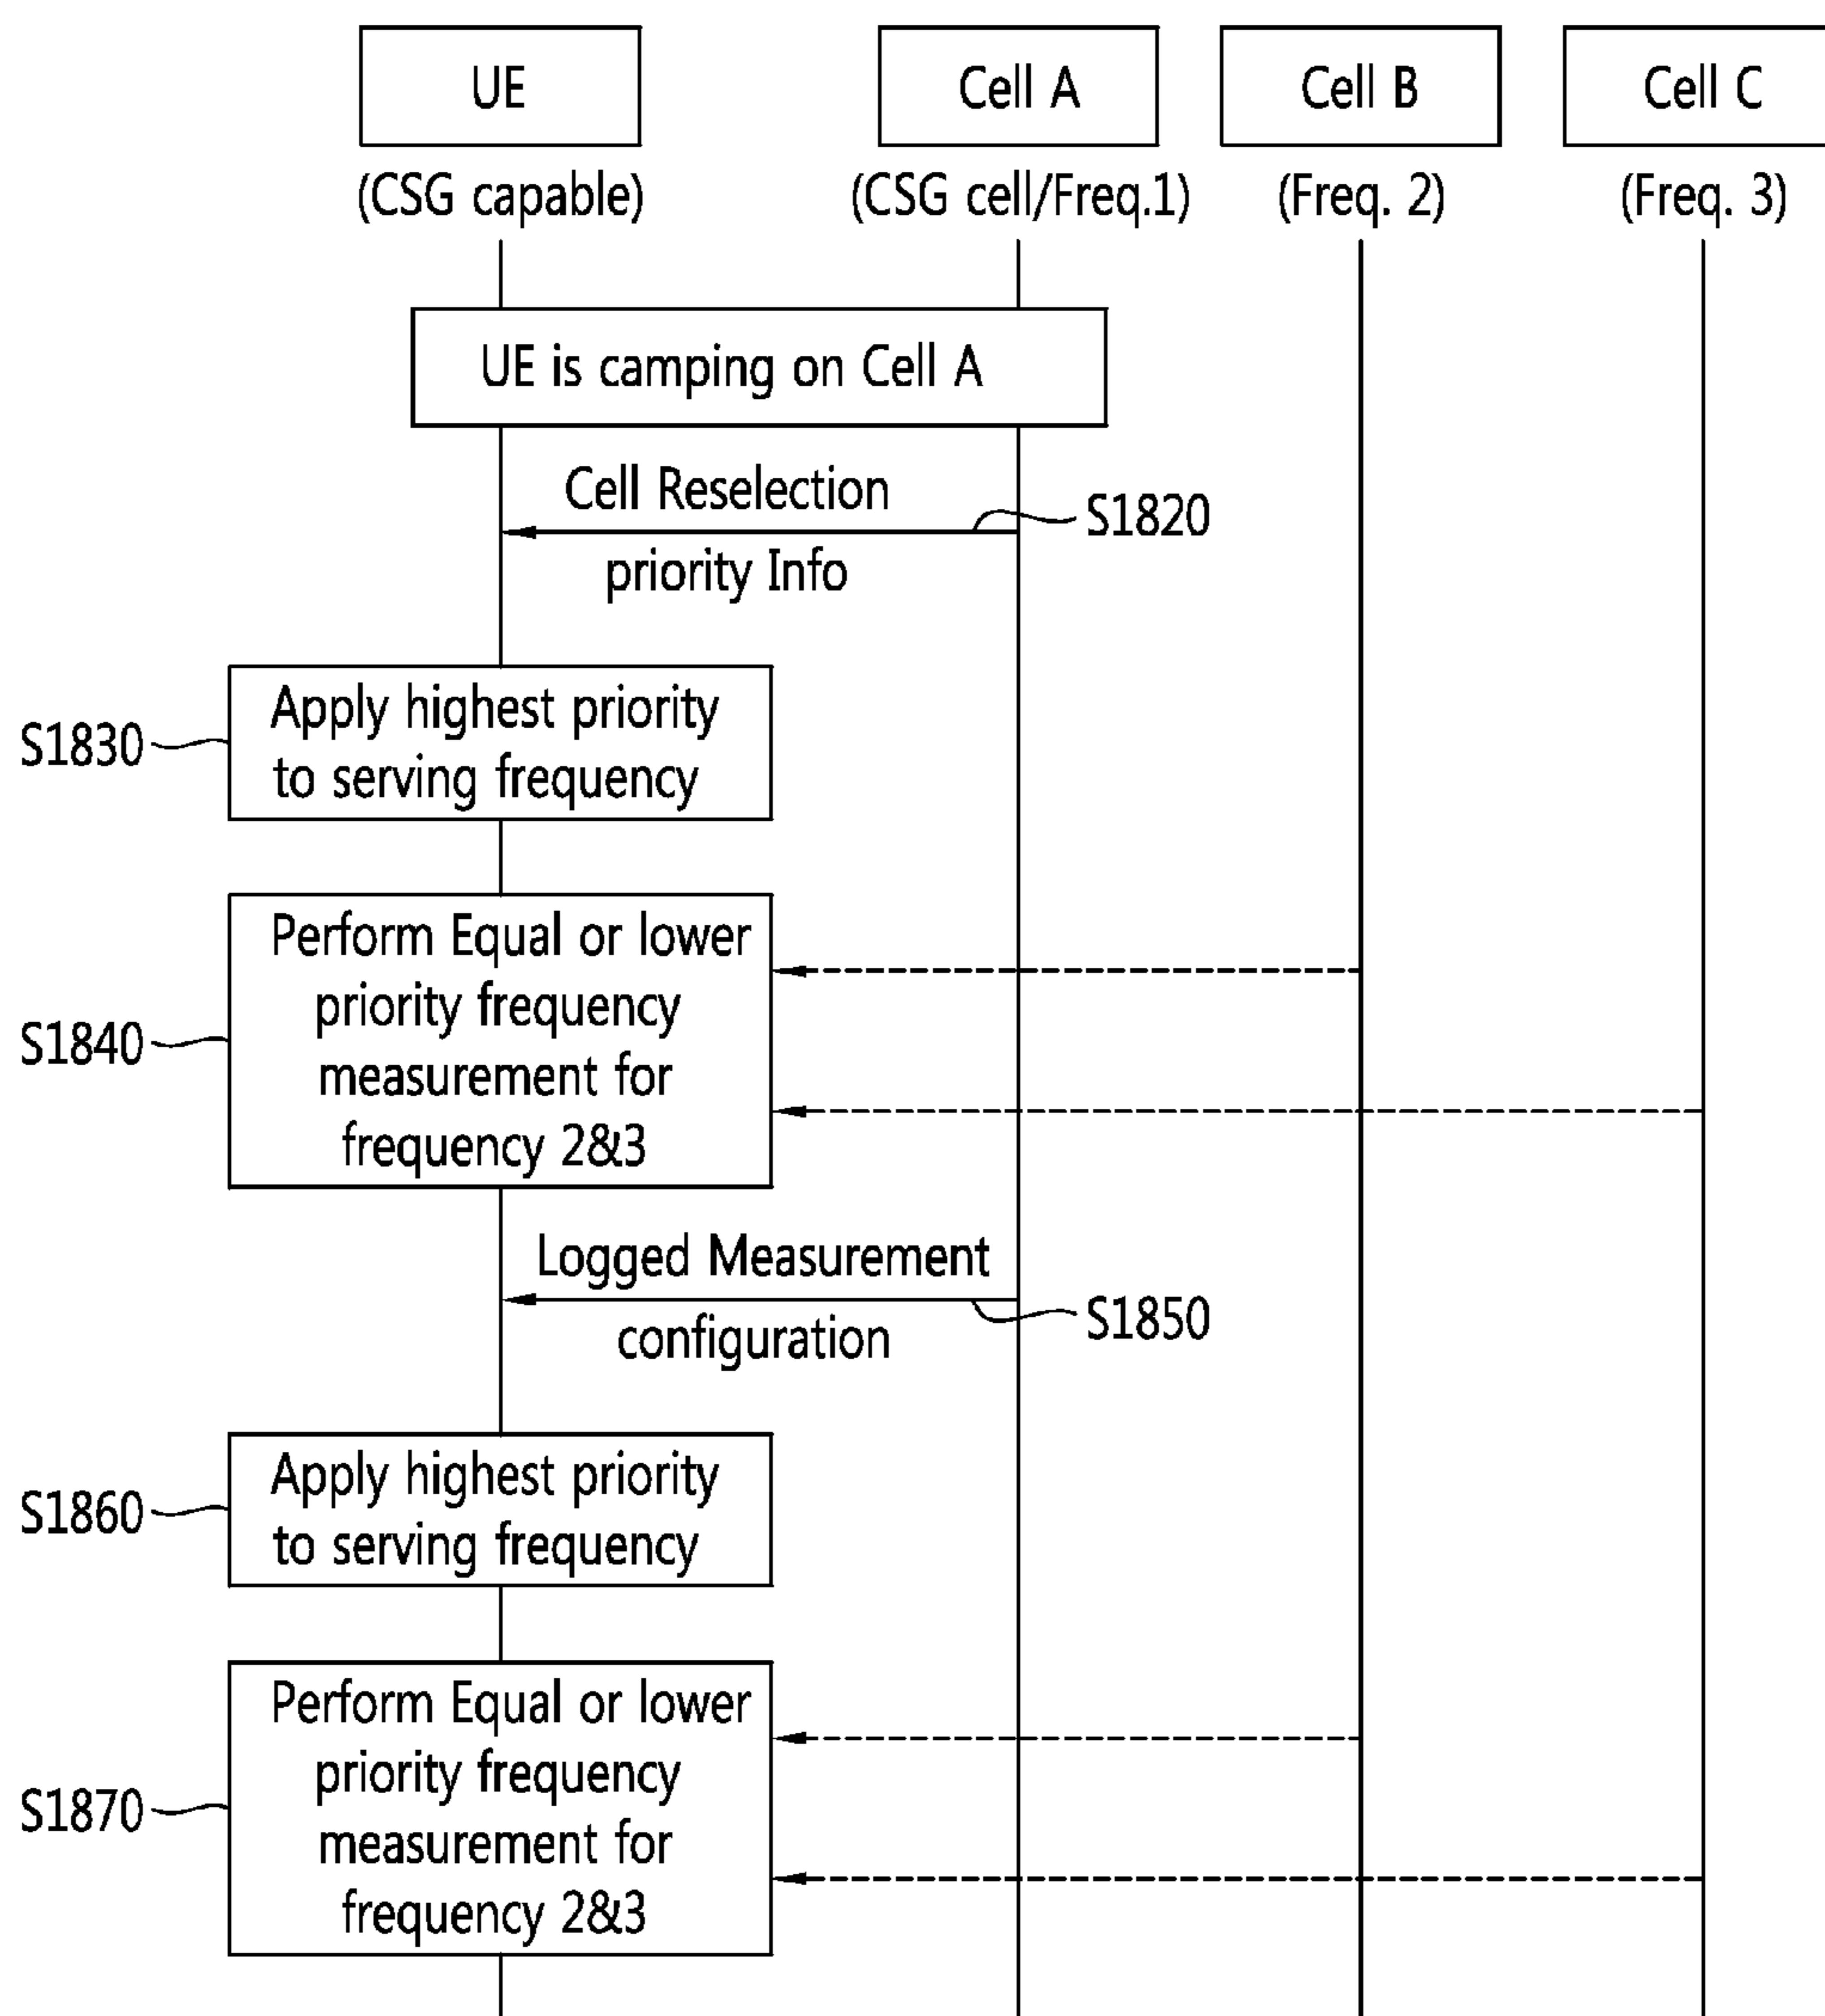 UE
Cell A
Cell B
Cell C
(CSG capable)
(CSG cell/Freq.1)
(Freq. 2)
(Freq. 3)
UE is camping on Cell A
Cell Reselection
priority Info
S1820
S1830
Apply highest priority
to serving frequency
S1840
Perform Equal or lower
priority frequency
measurement for
frequency 2&3
Logged Measurement
configuration
S1850
S1860
Apply highest priority
to serving frequency
S1870
Perform Equal or lower
priority frequency
measurement for
frequency 2&3